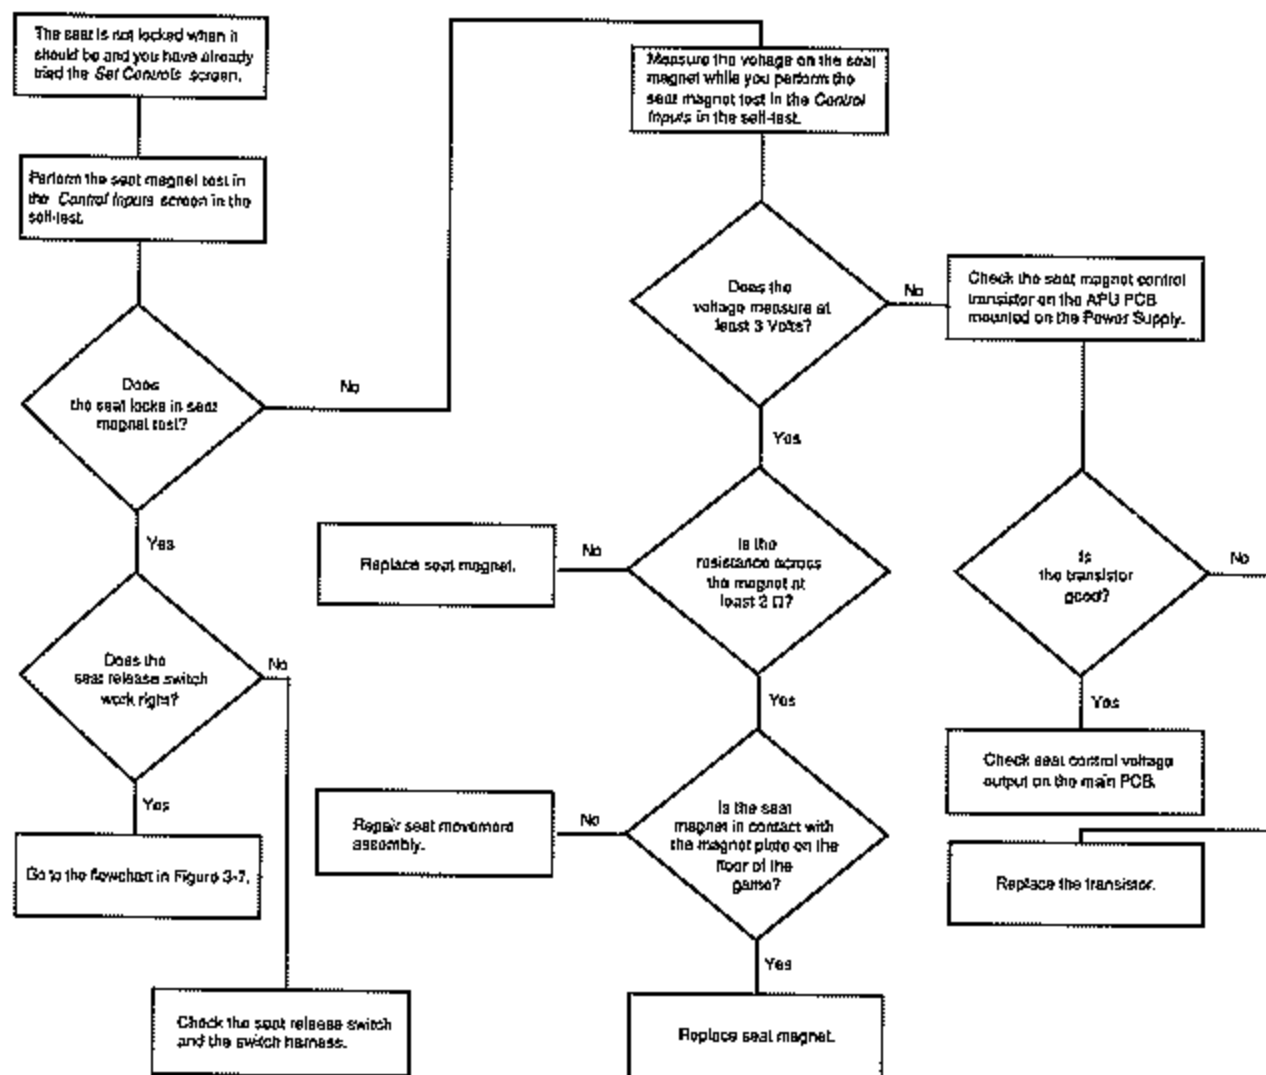 The seat is not locked when it
should be and you have already
tried the Set Controls screen.
Perform the seat magnet test in
the Control Inputs screen in the
self-test.
Does
the seat locks in seat
magnet test?
No
Yes
Does the
seat release switch
work right?
No
Yes
Go to the flowchart in Figure 3-7.
Check the seat release switch
and the switch harness.
Measure the voltage on the seat
magnet while you perform the
seat magnet test in the Control
Inputs in the self-test.
Does the
voltage measure at
least 3 Volts?
No
Yes
Is the
resistance across
the magnet at
least 2 Ω?
No
Replace seat magnet.
Yes
Is the seat
magnet in contact with
the magnet plate on the
floor of the
game?
No
Repair seat movement
assembly.
Yes
Replace seat magnet.
Check the seat magnet control
transistor on the APU PCB
mounted on the Power Supply.
Is
the transistor
good?
No
Yes
Check seat control voltage
output on the main PCB.
Replace the transistor.